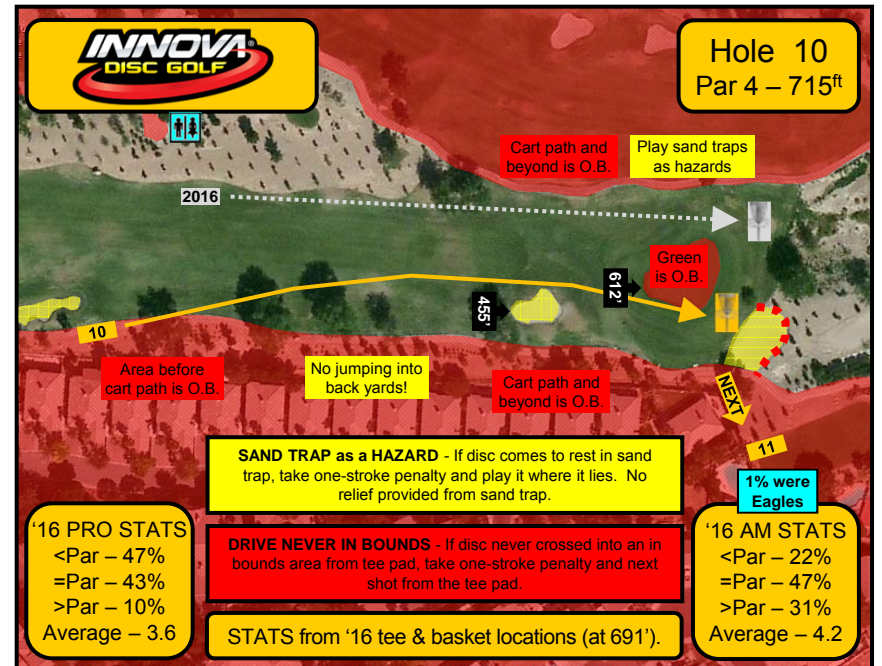 INNOVA®
DISC GOLF
Hole 10
Par 4 – 715ft
Cart path and
beyond is O.B.
Play sand traps
as hazards
2016
Green
is O.B.
612'
455'
10
Area before
cart path is O.B.
No jumping into
back yards!
Cart path and
beyond is O.B.
NEXT
11
SAND TRAP as a HAZARD - If disc comes to rest in sand
trap, take one-stroke penalty and play it where it lies. No
relief provided from sand trap.
1% were
Eagles
'16 PRO STATS
<Par – 47%
=Par – 43%
>Par – 10%
Average – 3.6
DRIVE NEVER IN BOUNDS - If disc never crossed into an in
bounds area from tee pad, take one-stroke penalty and next
shot from the tee pad.
STATS from '16 tee & basket locations (at 691').
'16 AM STATS
<Par – 22%
=Par – 47%
>Par – 31%
Average – 4.2